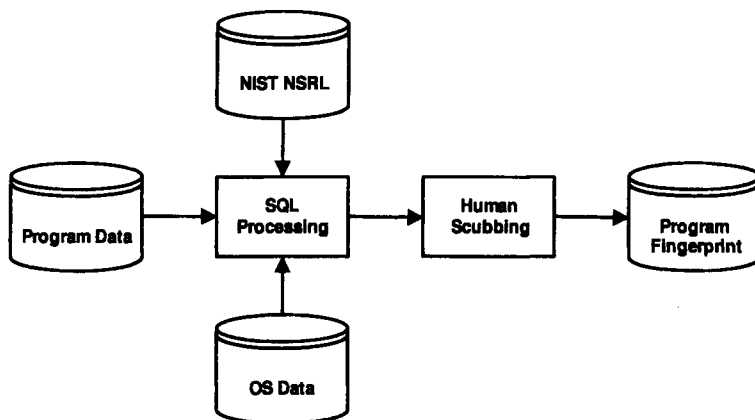 NIST NSRL
Program Data
SQL
Processing
Human
Scubbing
Program
Fingerprint
OS Data